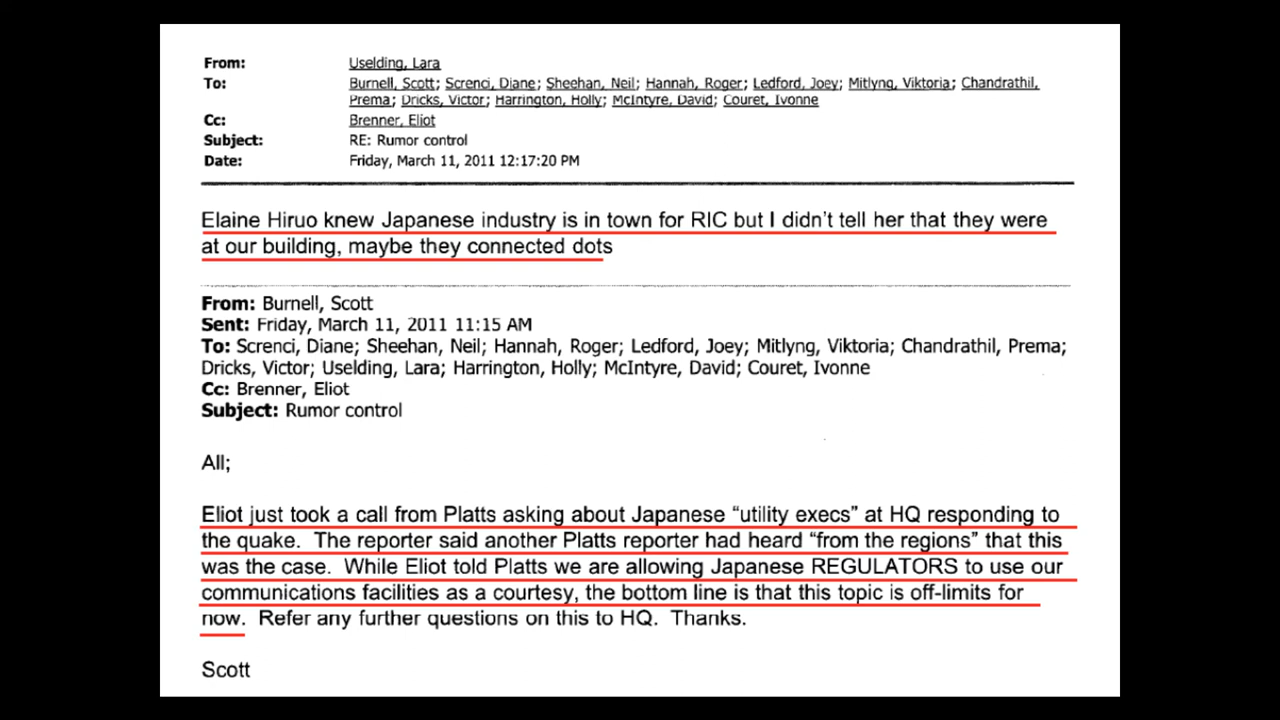 From: Uselding, Lara
To: Burnell, Scott; Screnci, Diane; Sheehan, Neil; Hannah, Roger; Ledford, Joey; Mitlyng, Viktoria; Chandrathil,
Prema; Dricks, Victor; Harrington, Holly; McIntyre, David; Couret, Ivonne
Cc: Brenner, Eliot
Subject: RE: Rumor control
Date: Friday, March 11, 2011 12:17:20 PM
Elaine Hiruo knew Japanese industry is in town for RIC but I didn't tell her that they were
at our building, maybe they connected dots
From: Burnell, Scott
Sent: Friday, March 11, 2011 11:15 AM
To: Screnci, Diane; Sheehan, Neil; Hannah, Roger; Ledford, Joey; Mitlyng, Viktoria; Chandrathil, Prema;
Dricks, Victor; Uselding, Lara; Harrington, Holly; McIntyre, David; Couret, Ivonne
Cc: Brenner, Eliot
Subject: Rumor control
All;
Eliot just took a call from Platts asking about Japanese “utility execs” at HQ responding to
the quake. The reporter said another Platts reporter had heard “from the regions” that this
was the case. While Eliot told Platts we are allowing Japanese REGULATORS to use our
communications facilities as a courtesy, the bottom line is that this topic is off-limits for
now. Refer any further questions on this to HQ. Thanks.
Scott